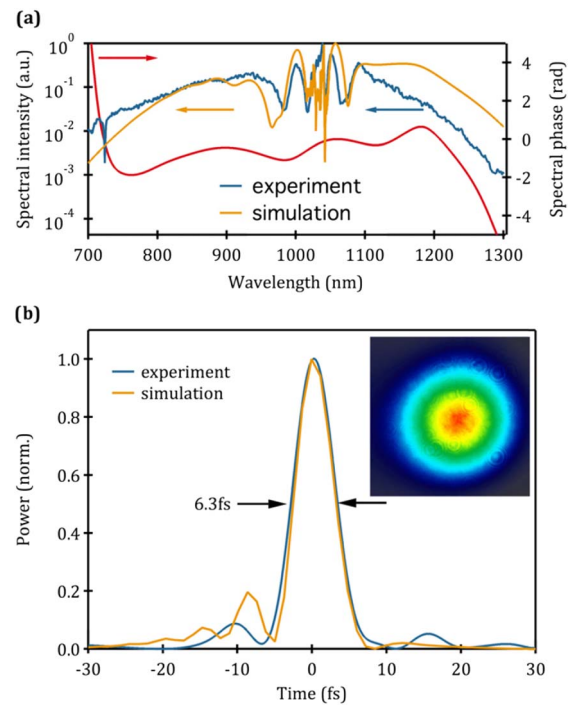 (a)
Spectral intensity (a.u.)
10^0
10^-1
10^-2
10^-3
10^-4
4
2
0
-2
-4
Spectral phase (rad)
experiment
simulation
700 800 900 1000 1100 1200 1300
Wavelength (nm)
(b)
Power (norm.)
1.0
0.8
0.6
0.4
0.2
0.0
experiment
simulation
6.3fs
-30 -20 -10 0 10 20 30
Time (fs)